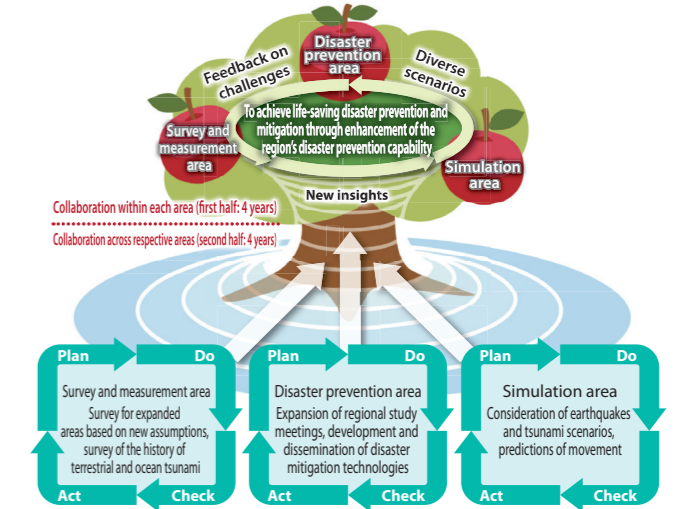 Disaster
prevention
area
Feedback on
challenges
Diverse
scenarios
To achieve life-saving disaster prevention and
mitigation through enhancement of the
region's disaster prevention capability
Survey and
measurement
area
Simulation
area
New insights
Collaboration within each area (first half: 4 years)
Collaboration across respective areas (second half: 4 years)
Plan
Do
Survey and measurement area
Survey for expanded
areas based on new assumptions,
survey of the history of
terrestrial and ocean tsunami
Act
Check
Plan
Do
Disaster prevention area
Expansion of regional study
meetings, development and
dissemination of disaster
mitigation technologies
Act
Check
Plan
Do
Simulation area
Consideration of earthquakes
and tsunami scenarios,
predictions of movement
Act
Check